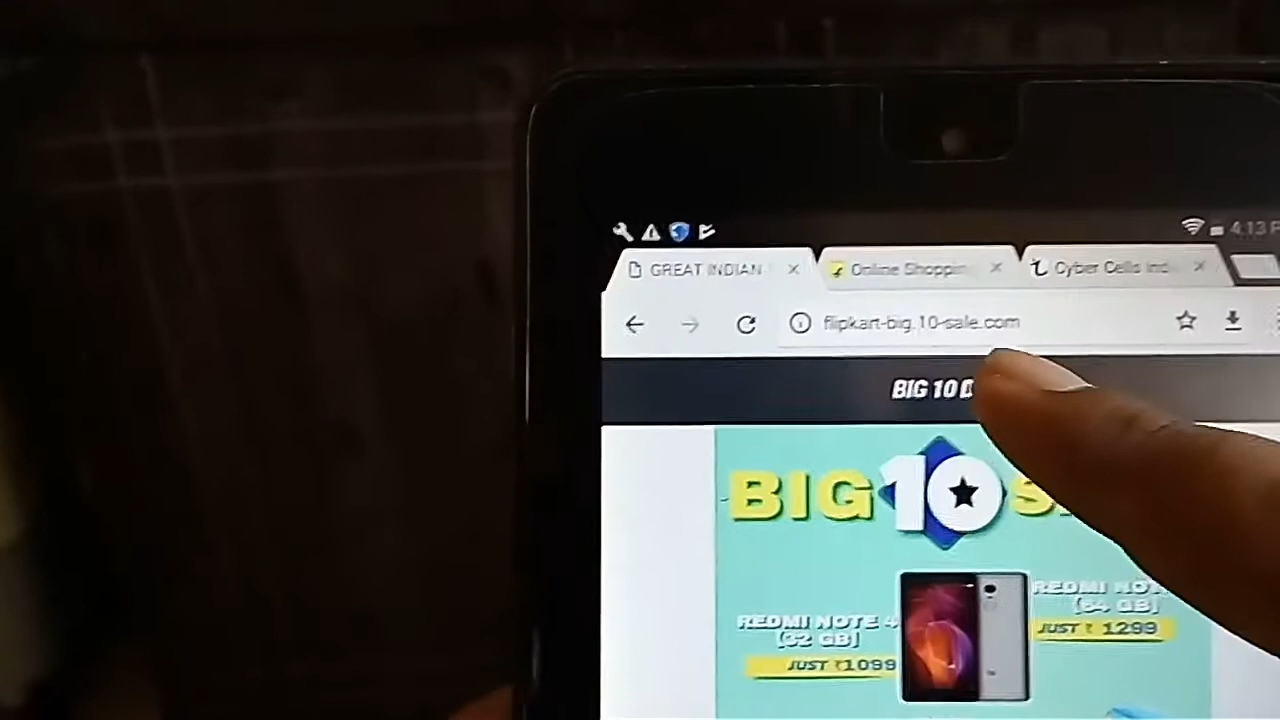 4:13
GREAT INDIAN
Online Shoppin
Cyber Cells Ind
flipkart-big.10-sale.com
BIG 10 D
BIG 10 S
REDMI NOTE 4
(32 GB)
JUST ₹1099
REDMI NOT
(64 GB)
JUST ₹ 1299